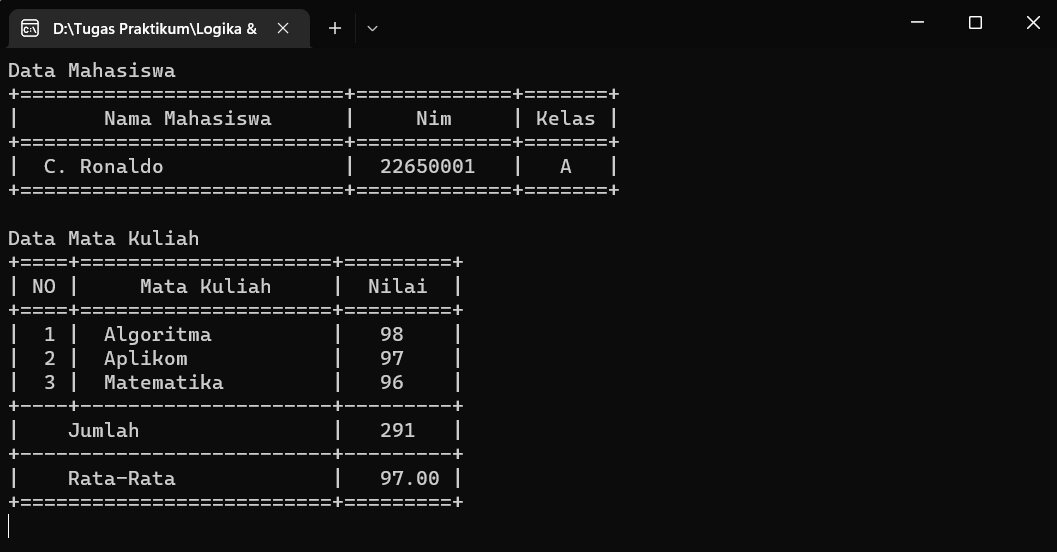 D:\Tugas Praktikum\Logika &
Data Mahasiswa
+===========================+=============+=======+
|       Nama Mahasiswa      |     Nim     | Kelas |
+===========================+=============+=======+
|  C. Ronaldo               |  22650001   |   A   |
+===========================+=============+=======+
Data Mata Kuliah
+====+=====================+=========+
| NO |     Mata Kuliah     |  Nilai  |
+====+=====================+=========+
|  1 |  Algoritma          |   98    |
|  2 |  Aplikom            |   97    |
|  3 |  Matematika         |   96    |
+----+---------------------+---------+
|    Jumlah                |   291   |
+--------------------------+---------+
|    Rata-Rata             |   97.00 |
+==========================+=========+